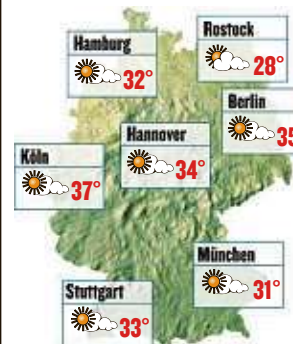 Hamburg
32°
Rostock
28°
Berlin
35
Hannover
34°
Köln
37°
München
31°
Stuttgart
33°